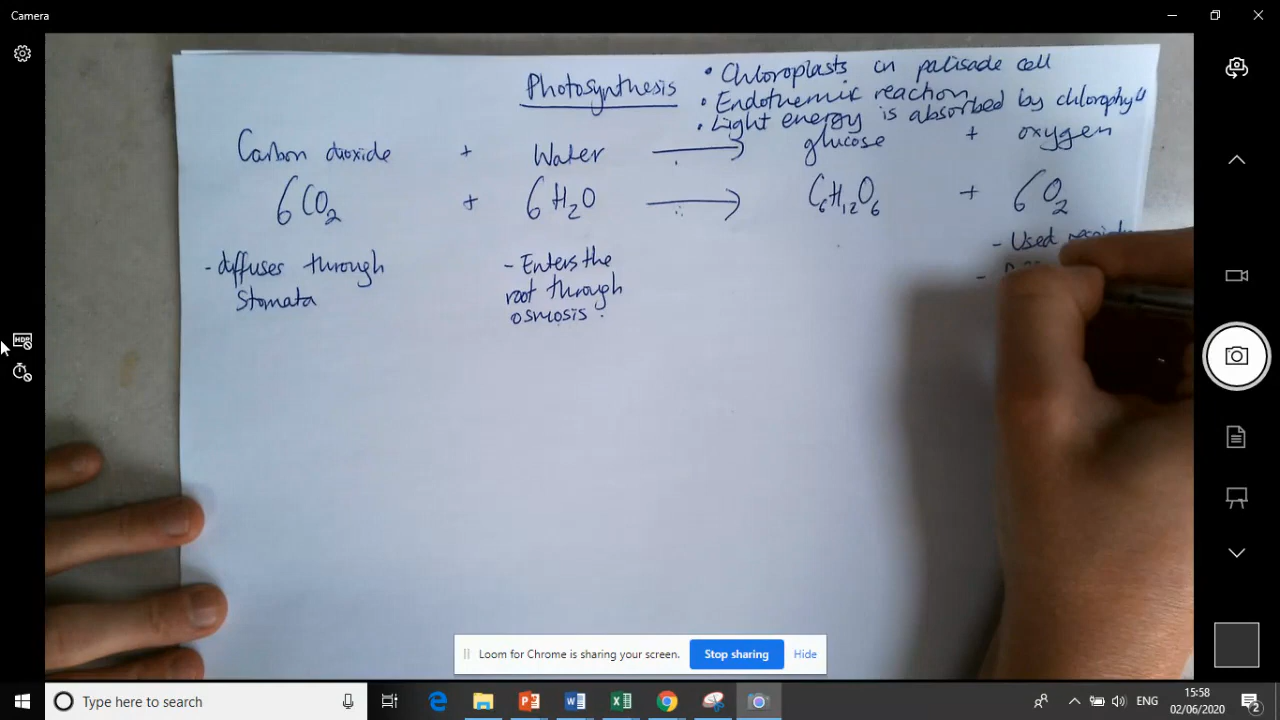 Camera
Photosynthesis
• Chloroplasts in palisade cell
• Endothermic reaction
• Light energy is absorbed by chlorophyll
Carbon dioxide + Water → glucose + oxygen
6CO₂ + 6H₂O → C₆H₁₂O₆ + 6O₂
- diffuses through
stomata
- Enters the
root through
osmosis.
- Used
Loom for Chrome is sharing your screen. Stop sharing Hide
Type here to search
ENG
15:58
02/06/2020
2